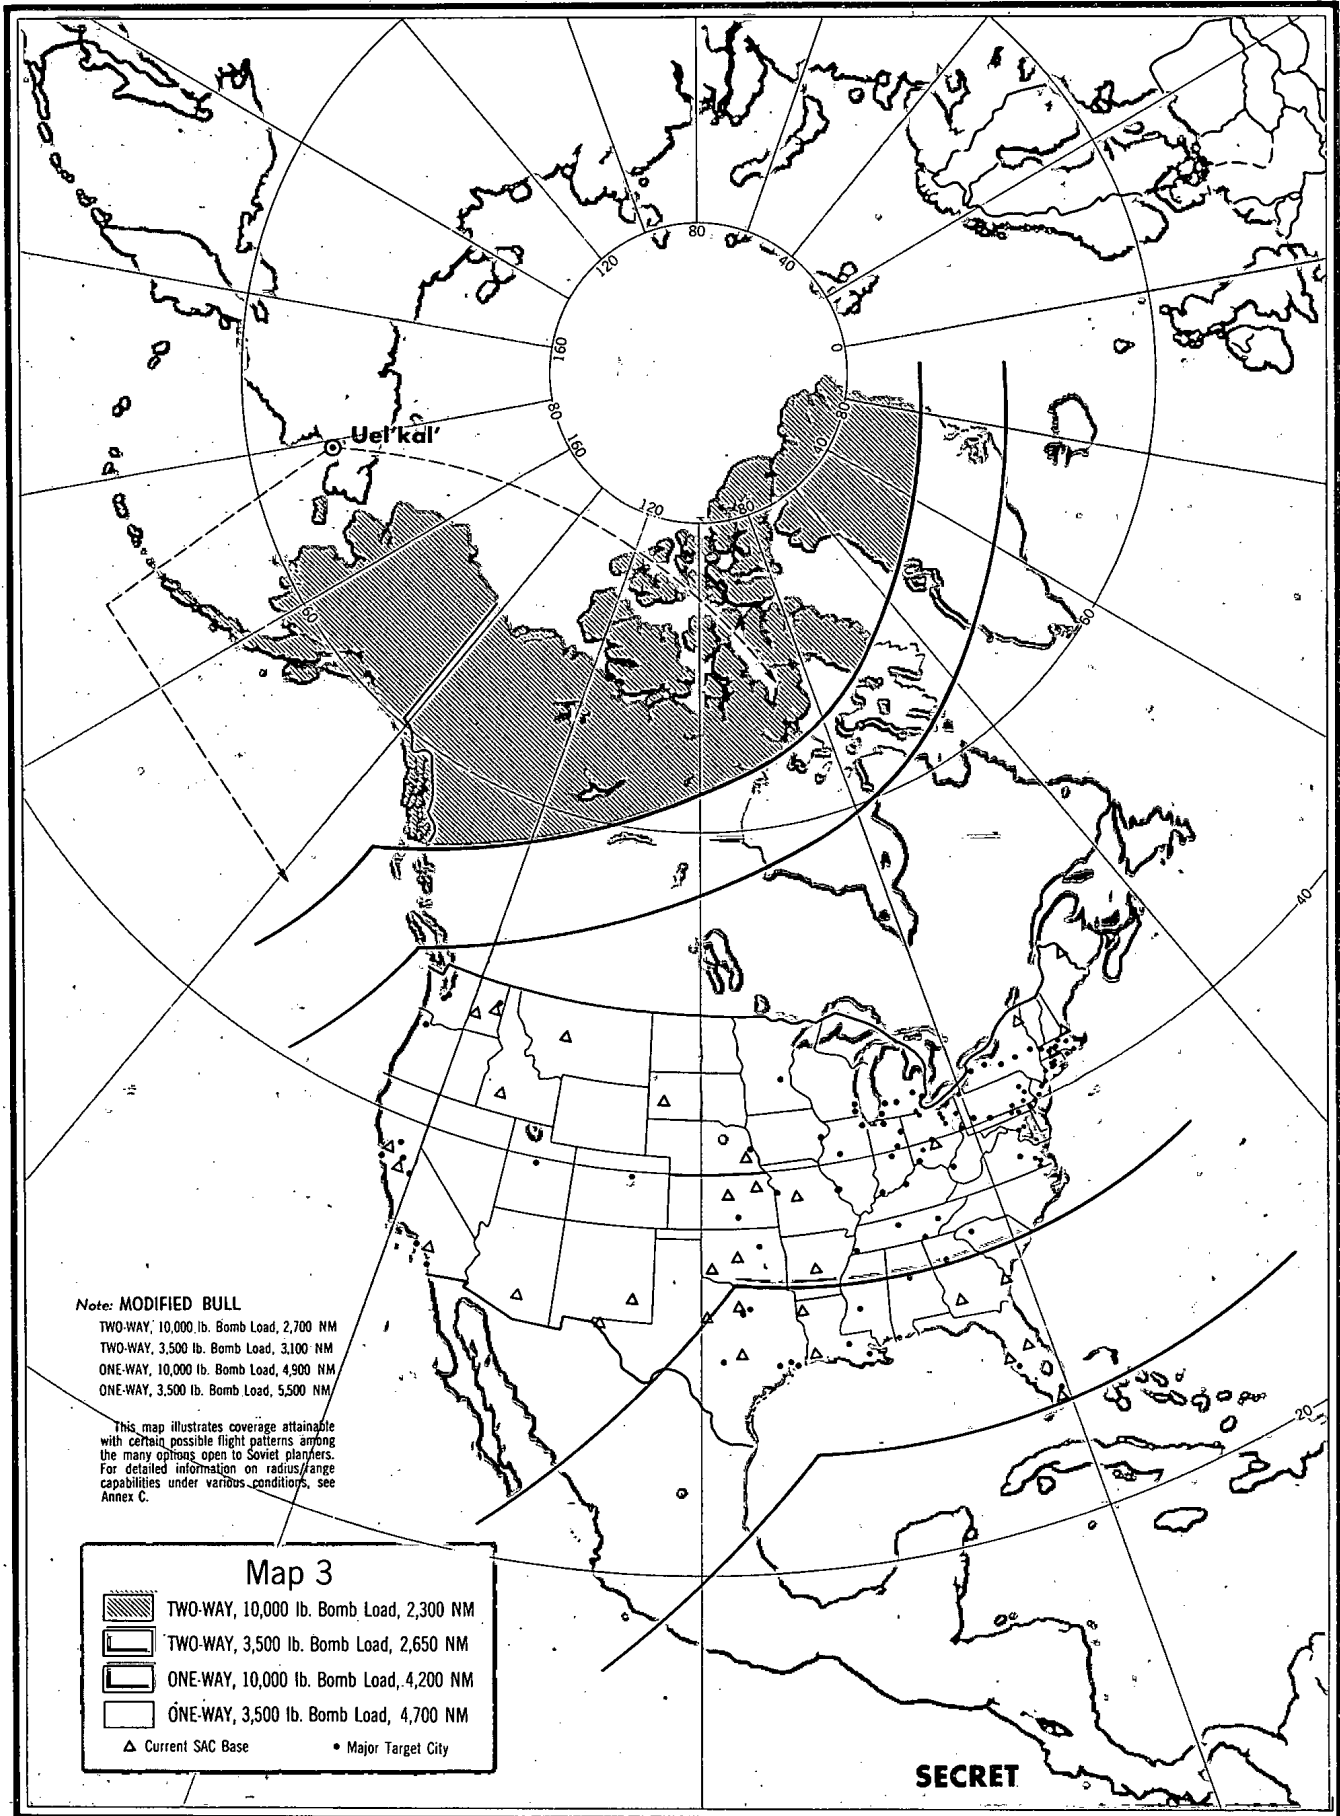 80
120
40
160
0
80
80
160
40
Uel'kal'
120
80
60
60
40
Note: MODIFIED BULL
TWO-WAY, 10,000 lb. Bomb Load, 2,700 NM
TWO-WAY, 3,500 lb. Bomb Load, 3,100 NM
ONE-WAY, 10,000 lb. Bomb Load, 4,900 NM
ONE-WAY, 3,500 lb. Bomb Load, 5,500 NM
This map illustrates coverage attainable
with certain possible flight patterns among
the many options open to Soviet planners.
For detailed information on radius/range
capabilities under various conditions, see
Annex C.
20
Map 3
TWO-WAY, 10,000 lb. Bomb Load, 2,300 NM
TWO-WAY, 3,500 lb. Bomb Load, 2,650 NM
ONE-WAY, 10,000 lb. Bomb Load, 4,200 NM
ONE-WAY, 3,500 lb. Bomb Load, 4,700 NM
Current SAC Base
Major Target City
SECRET